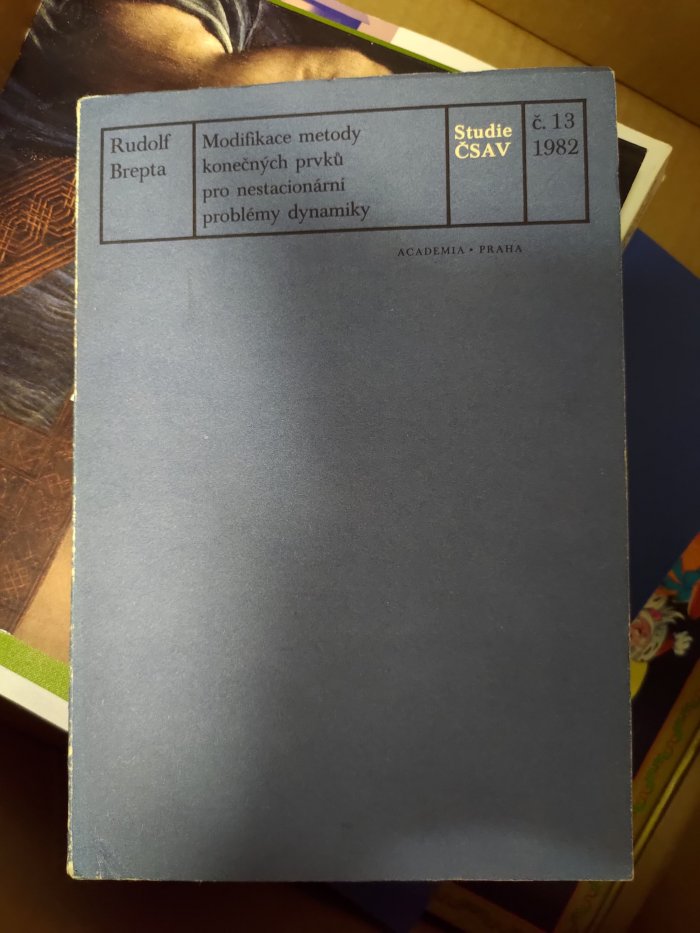 Rudolf
Brepta
Modifikace metody
konečných prvků
pro nestacionární
problémy dynamiky
Studie
ČSAV
č. 13
1982
ACADEMIA • PRAHA